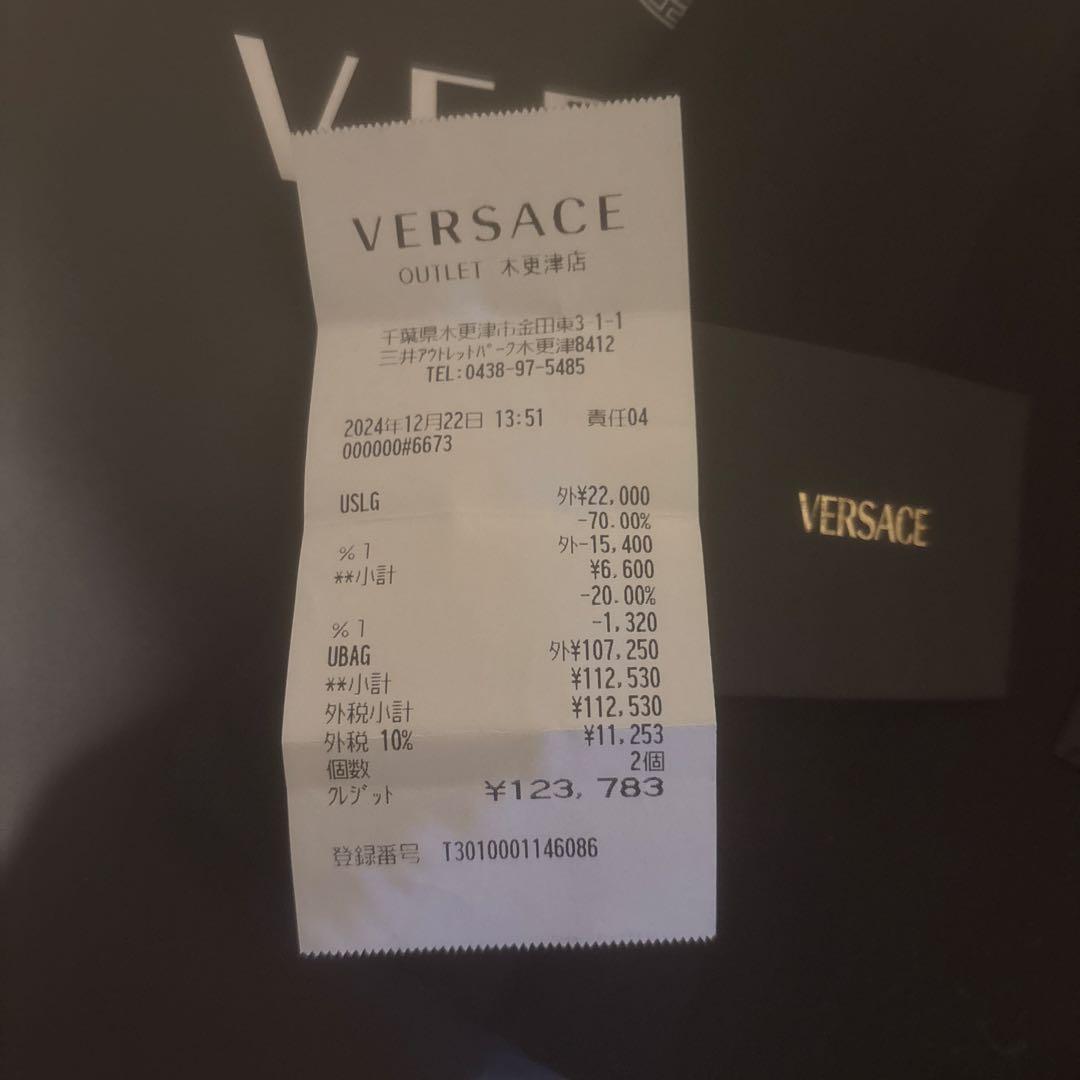 VE
VERSACE
OUTLET 木更津店
千葉県木更津市金田東3-1-1
三井アウトレットパーク木更津8412
TEL:0438-97-5485
2024年12月22日 13:51 責任04
000000#6673
USLG 外¥22,000
-70.00%
%1 外-15,400
**小計 ¥6,600
-20.00%
%1 -1,320
UBAG 外¥107,250
**小計 ¥112,530
外税小計 ¥112,530
外税 10% ¥11,253
個数 2個
クレジット ¥123,783
登録番号 T3010001146086
VERSACE